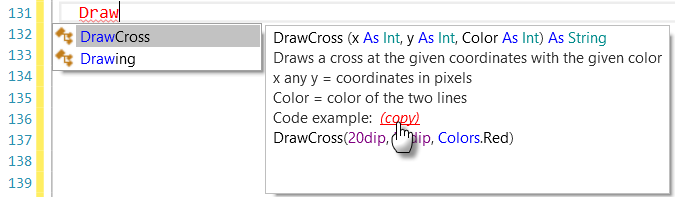 131 Draw
132
133
134
135
136
137
138
139
DrawCross
Drawing
DrawCross (x As Int, y As Int, Color As Int) As String
Draws a cross at the given coordinates with the given color
x any y = coordinates in pixels
Color = color of the two lines
Code example: (copy)
DrawCross(20dip, dip, Colors.Red)